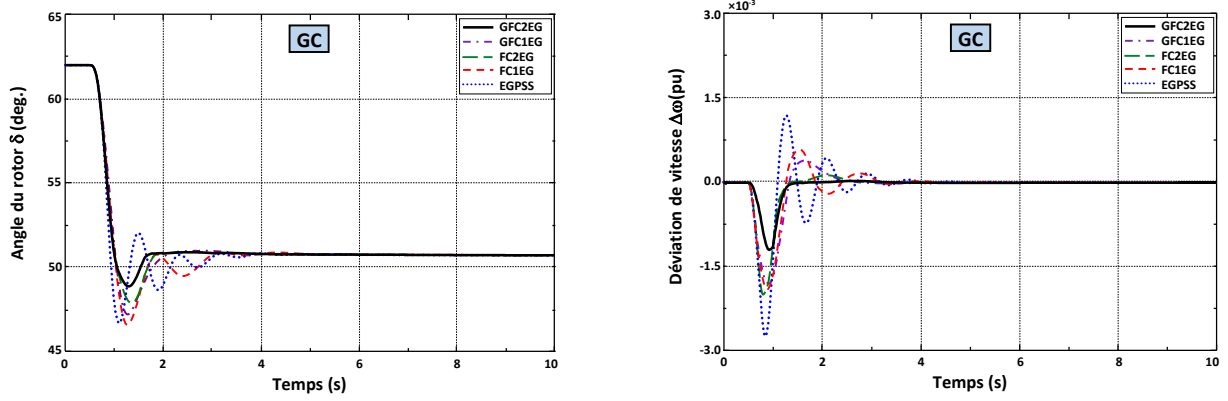 GC
GFC2EG
GFC1EG
FC2EG
FC1EG
EGPSS
Angle du rotor δ (deg.)
65
60
55
50
45
0
2
4
6
8
10
Temps (s)
×10-3
GC
GFC2EG
GFC1EG
FC2EG
FC1EG
EGPSS
Déviation de vitesse Δω(pu)
3.0
1.5
0.0
-1.5
-3.0
0
2
4
6
8
10
Temps (s)